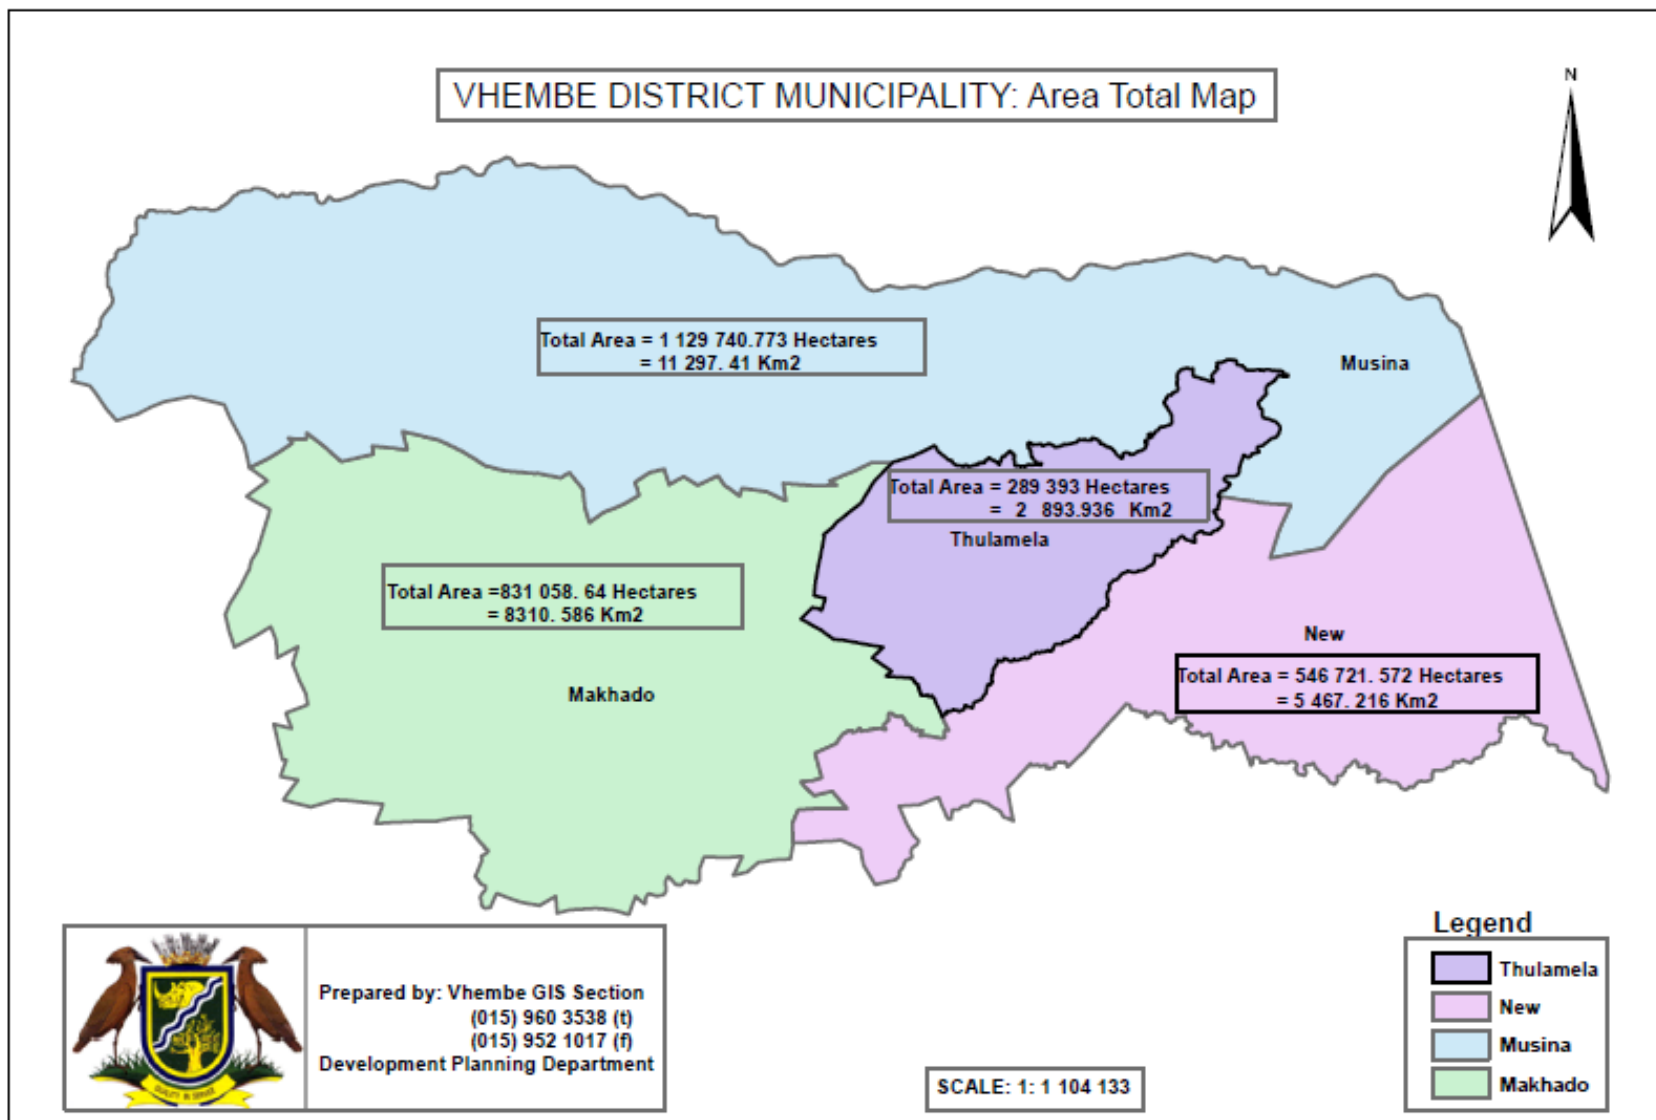 VHEMBE DISTRICT MUNICIPALITY: Area Total Map
N
Total Area = 1 129 740.773 Hectares
= 11 297. 41 Km2
Musina
Total Area = 289 393 Hectares
= 2 893.936 Km2
Thulamela
Total Area =831 058. 64 Hectares
= 8310. 586 Km2
Makhado
New
Total Area = 546 721. 572 Hectares
= 5 467. 216 Km2
Prepared by: Vhembe GIS Section
(015) 960 3538 (t)
(015) 952 1017 (f)
Development Planning Department
SCALE: 1: 1 104 133
Legend
Thulamela
New
Musina
Makhado